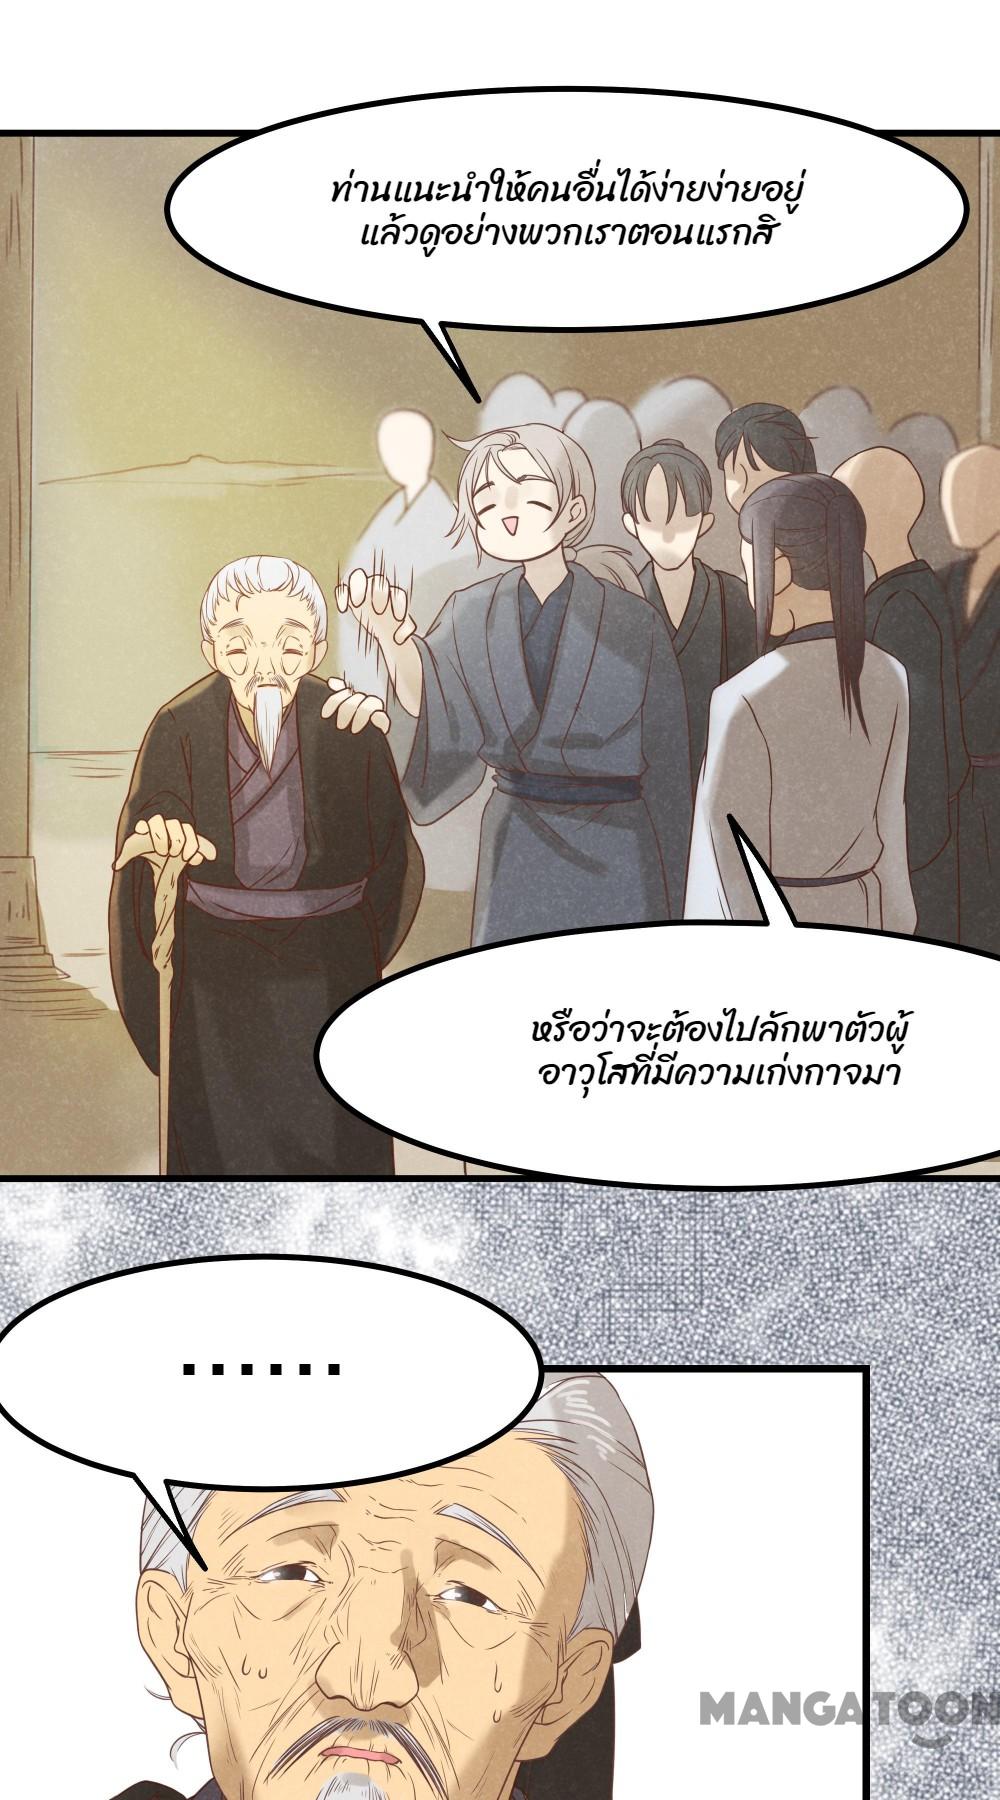 ท่านแนะนำให้คนอื่นได้ง่ายง่ายอยู่
แล้วดูอย่างพวกเราตอนแรกสิ
หรือว่าจะต้องไปลักพาตัวผู้
อาวุโสที่มีความเก่งกาจมา
......
MANGATOON